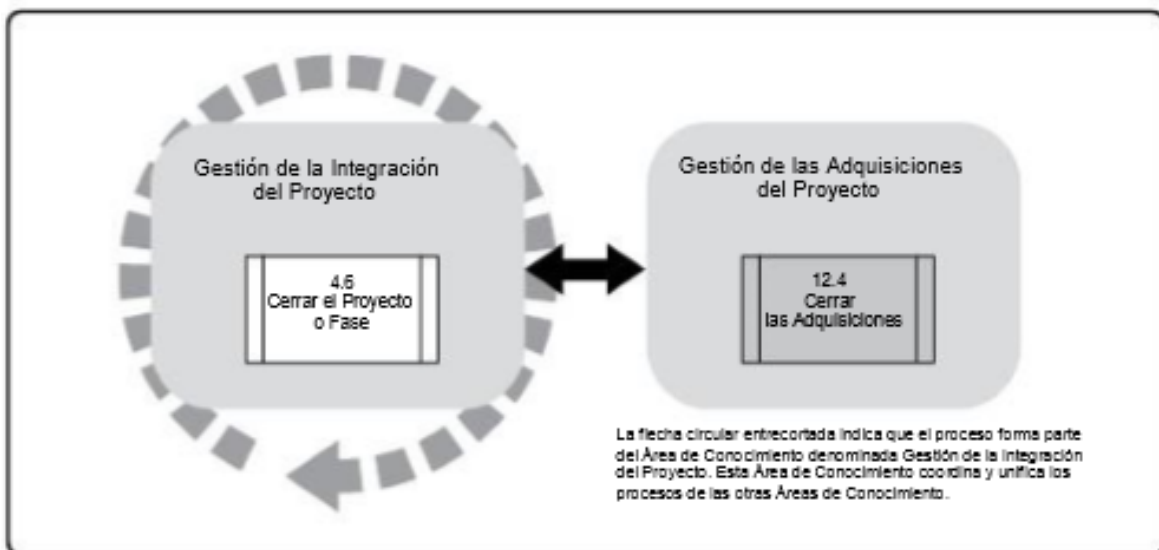 Gestión de la Integración
del Proyecto
4.6
Cerrar el Proyecto
o Fase
Gestión de las Adquisiciones
del Proyecto
12.4
Cerrar
las Adquisiciones
La flecha circular entrecortada indica que el proceso forma parte
del Área de Conocimiento denominada Gestión de la Integración
del Proyecto. Esta Área de Conocimiento coordina y unifica los
procesos de las otras Áreas de Conocimiento.